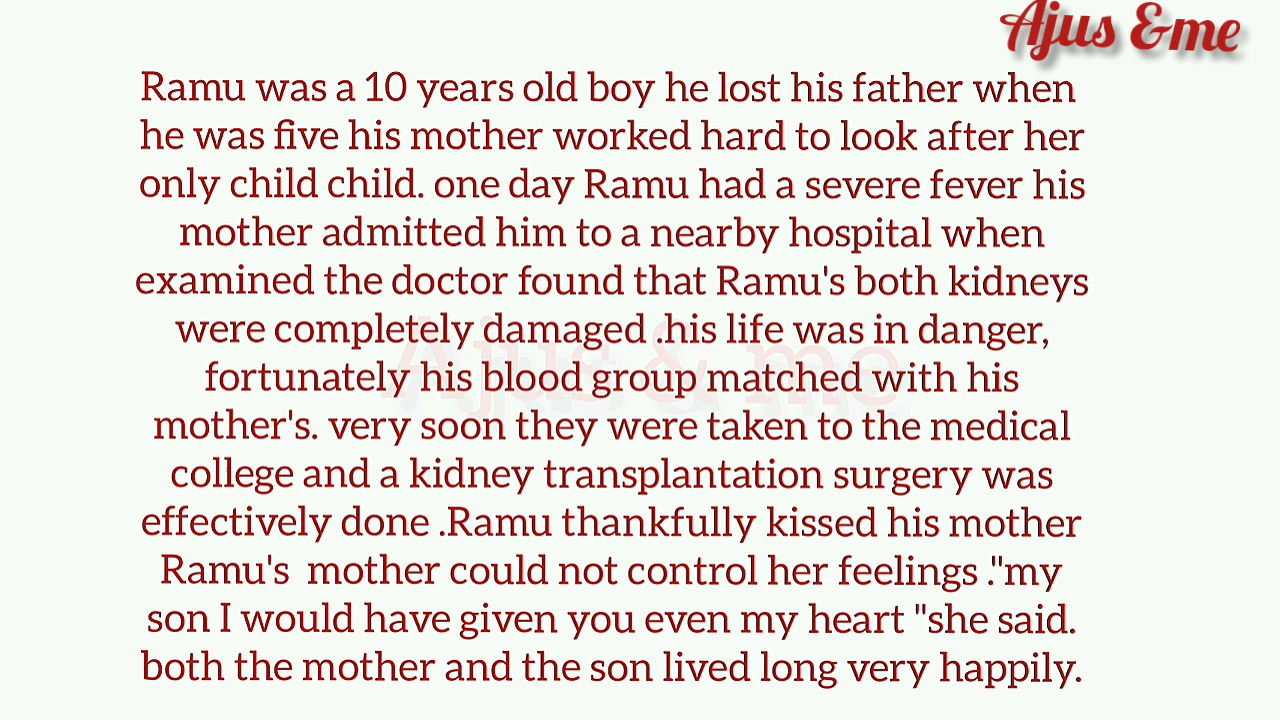 Ajus &me
Ramu was a 10 years old boy he lost his father when
he was five his mother worked hard to look after her
only child child. one day Ramu had a severe fever his
mother admitted him to a nearby hospital when
examined the doctor found that Ramu's both kidneys
were completely damaged .his life was in danger,
fortunately his blood group matched with his
mother's. very soon they were taken to the medical
college and a kidney transplantation surgery was
effectively done .Ramu thankfully kissed his mother
Ramu's  mother could not control her feelings ."my
son I would have given you even my heart "she said.
both the mother and the son lived long very happily.
Ajus & me